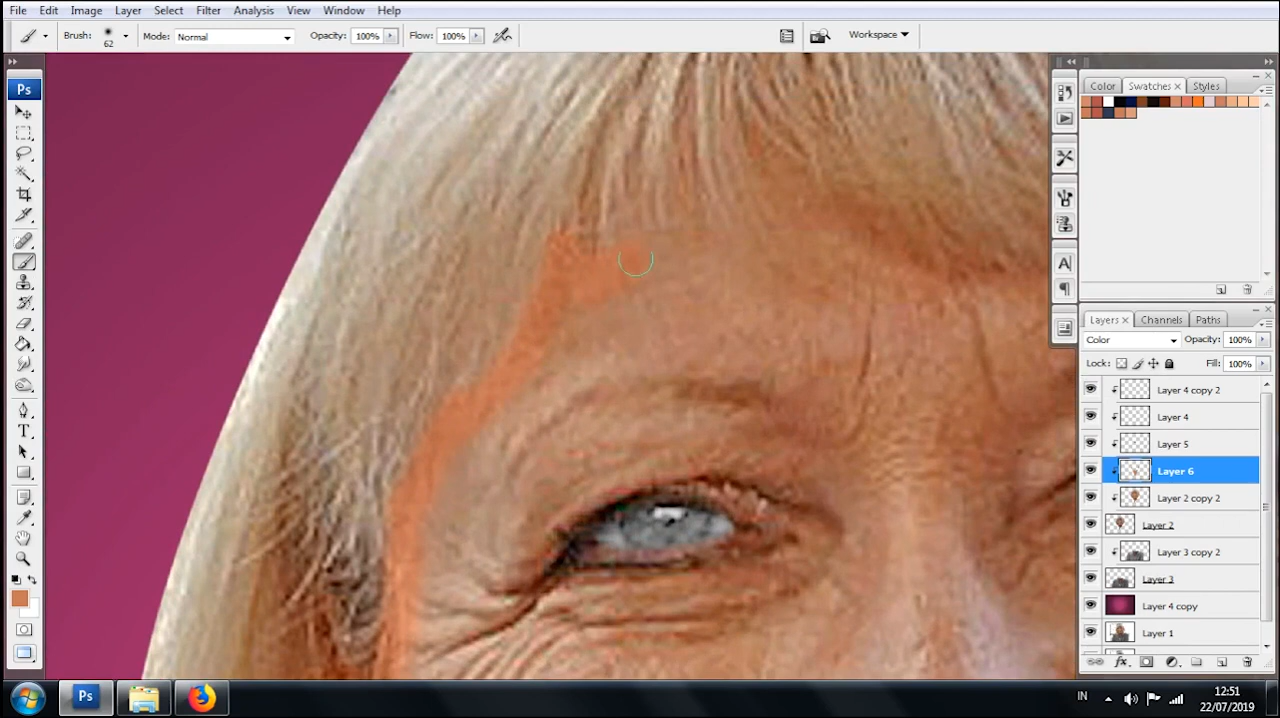 File Edit Image Layer Select Filter Analysis View Window Help
Brush: 62 Mode: Normal Opacity: 100% Flow: 100% Workspace
Ps
Color Swatches × Styles
A
T
Layers × Channels Paths
Color Opacity: 100%
Lock: Fill: 100%
Layer 4 copy 2
Layer 4
Layer 5
Layer 6
Layer 2 copy 2
Layer 2
Layer 3 copy 2
Layer 3
Layer 4 copy
Layer 1
fx
Ps
IN
12:51
22/07/2019